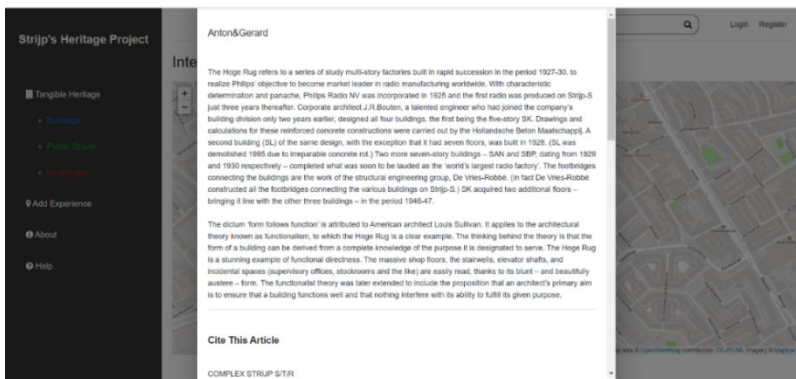 Strijp's Heritage Project
Tangible Heritage
Buildings
Public Space
Landscape
Add Experience
About
Help
Inte
+
−
Login Register
Anton&Gerard
The Hoge Rug refers to a series of study multi-story factories built in rapid succession in the period 1927-30, to
realize Philips' objective to become market leader in radio manufacturing worldwide. With characteristic
determination and panache, Philips Radio NV was incorporated in 1925 and the first radio was produced on Strijp-S
just three years thereafter. Corporate architect J.R.Bouten, a talented engineer who had joined the company's
building division only two years earlier, designed all four buildings, the first being the five-story SK. Drawings and
calculations for these reinforced concrete constructions were carried out by the Hollandsche Beton Maatschappij. A
second building (SL) of the same design, with the exception that it had seven floors, was built in 1928. (SL was
demolished 1995 due to irreparable concrete rot.) Two more seven-story buildings – SAN and SBP, dating from 1929
and 1930 respectively – completed what was soon to be lauded as the 'world's largest radio factory'. The footbridges
connecting the buildings are the work of the structural engineering group, De Vries-Robbé. (in fact De Vries-Robbé
constructed all the footbridges connecting the various buildings on Strijp-S.) SK acquired two additional floors –
bringing it line with the other three buildings – in the period 1946-47.
The dictum 'form follows function' is attributed to American architect Louis Sullivan. It applies to the architectural
theory known as functionalism, to which the Hoge Rug is a clear example. The thinking behind the theory is that the
form of a building can be derived from a complete knowledge of the purpose it is designated to serve. The Hoge Rug
is a stunning example of functional directness. The massive shop floors, the stairwells, elevator shafts, and
incidental spaces (supervisory offices, stockrooms and the like) are easily read, thanks to its blunt – and beautifully
austere – form. The functionalist theory was later extended to include the proposition that an architect's primary aim
is to ensure that a building functions well and that nothing interfere with its ability to fulfill its given purpose.
Cite This Article
COMPLEX STRIJP S/T/R
data © OpenStreetMap contributors, CC-BY-SA, Imagery © Mapbox